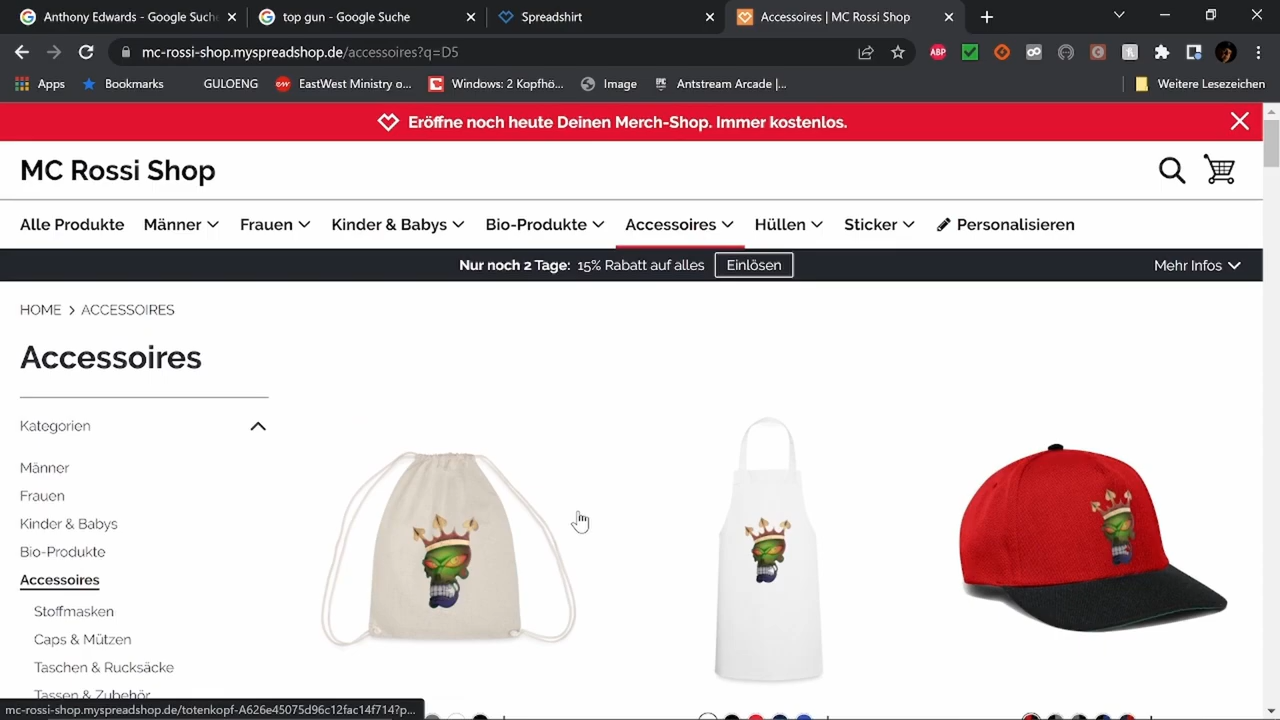 Anthony Edwards - Google Suche
top gun - Google Suche
Spreadshirt
Accessoires | MC Rossi Shop
mc-rossi-shop.myspreadshop.de/accessoires?q=D5
ABP
Apps
Bookmarks
GULOENG
EastWest Ministry o...
Windows: 2 Kopfhö...
Image
Antstream Arcade |...
Weitere Lesezeichen
Eröffne noch heute Deinen Merch-Shop. Immer kostenlos.
MC Rossi Shop
Alle Produkte Männer Frauen Kinder & Babys Bio-Produkte Accessoires Hüllen Sticker Personalisieren
Nur noch 2 Tage: 15% Rabatt auf alles Einlösen Mehr Infos
HOME > ACCESSOIRES
Accessoires
Kategorien
Männer
Frauen
Kinder & Babys
Bio-Produkte
Accessoires
Stoffmasken
Caps & Mützen
Taschen & Rucksäcke
Tassen & Zubehör
mc-rossi-shop.myspreadshop.de/totenkopf-A626e45075d96c12fac14f714?p...